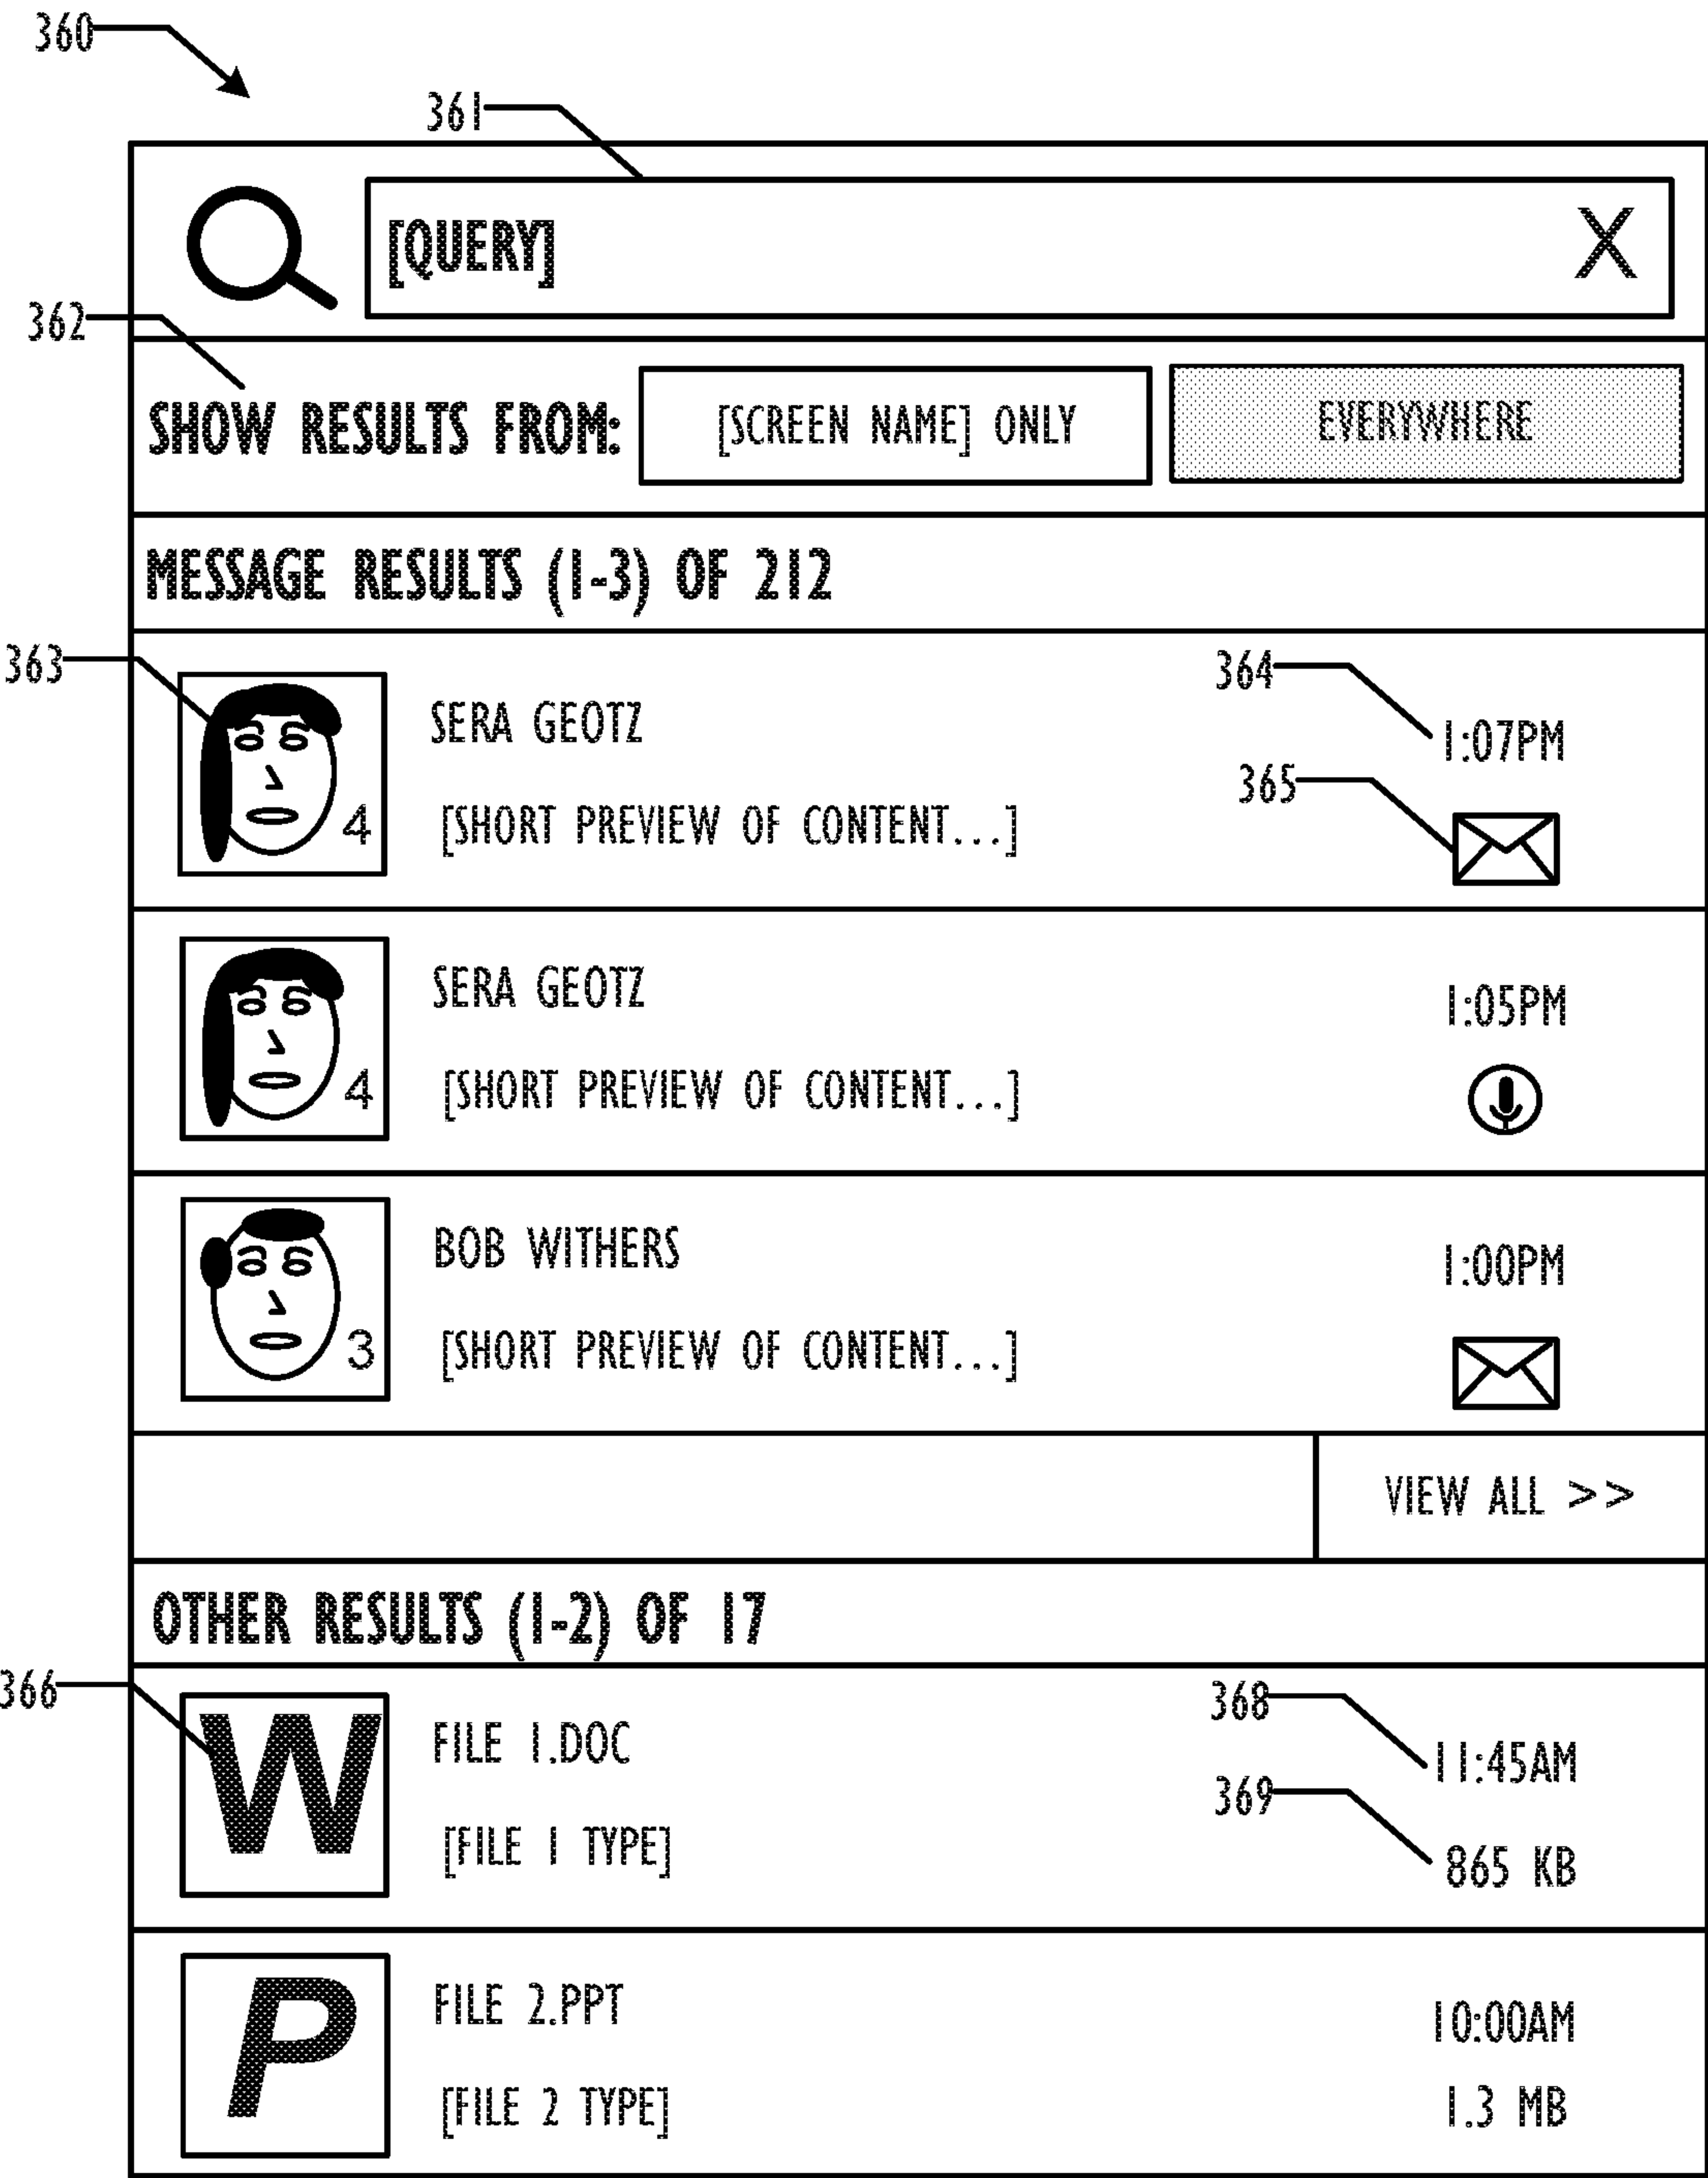 360
361
[QUERY] X
362
SHOW RESULTS FROM: [SCREEN NAME] ONLY EVERYWHERE
MESSAGE RESULTS (1-3) OF 212
363
364
SERA GEOTZ
1:07PM
365
4
[SHORT PREVIEW OF CONTENT...]
SERA GEOTZ
1:05PM
4
[SHORT PREVIEW OF CONTENT...]
BOB WITHERS
1:00PM
3
[SHORT PREVIEW OF CONTENT...]
VIEW ALL >>
OTHER RESULTS (1-2) OF 17
366
368
W
FILE 1.DOC
11:45AM
369
[FILE 1 TYPE]
865 KB
P
FILE 2.PPT
10:00AM
[FILE 2 TYPE]
1.3 MB